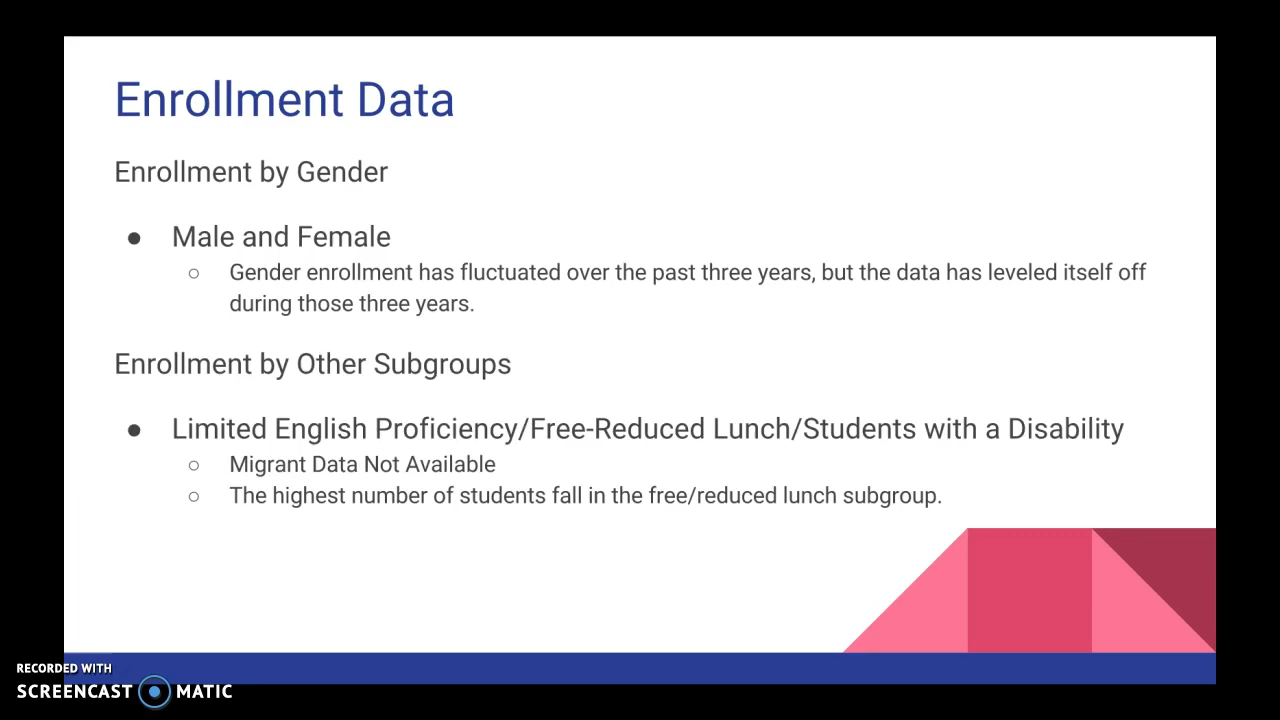 Enrollment Data
Enrollment by Gender
● Male and Female
○ Gender enrollment has fluctuated over the past three years, but the data has leveled itself off
during those three years.
Enrollment by Other Subgroups
● Limited English Proficiency/Free-Reduced Lunch/Students with a Disability
○ Migrant Data Not Available
○ The highest number of students fall in the free/reduced lunch subgroup.
RECORDED WITH
SCREENCAST MATIC